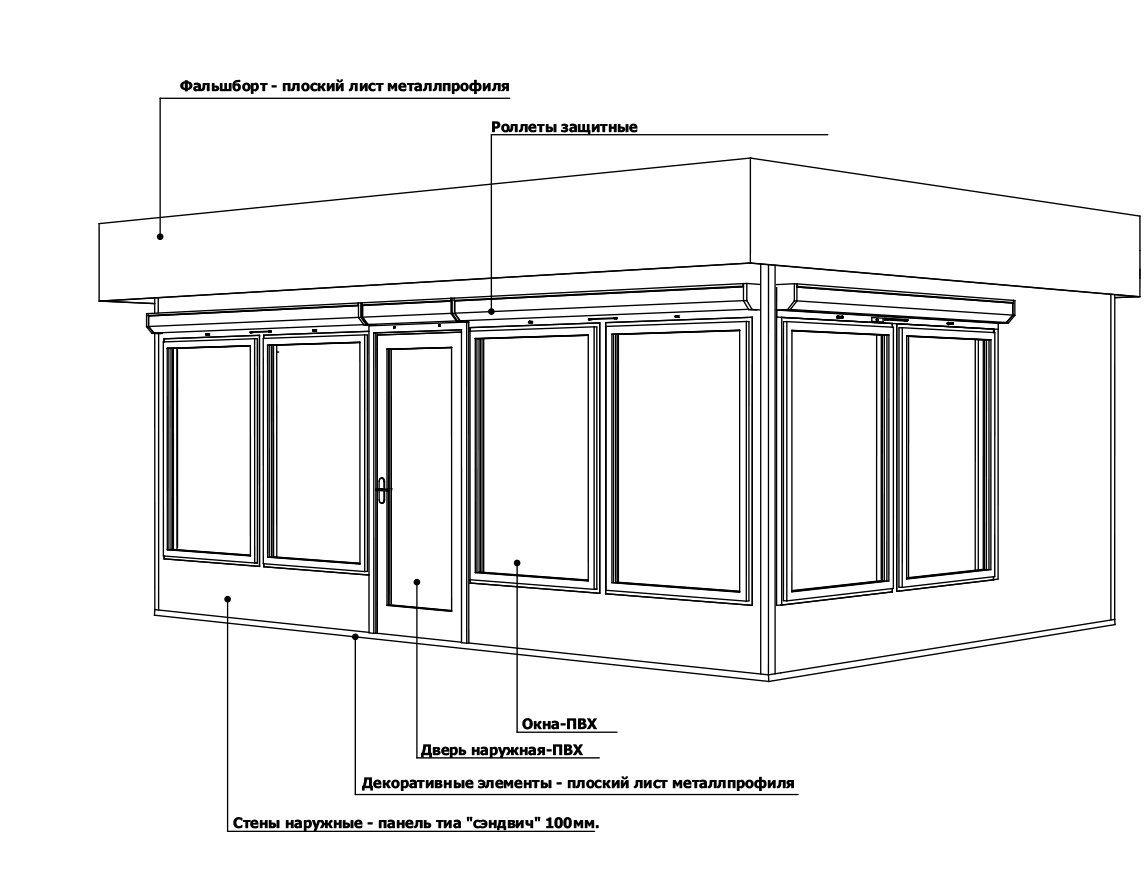 Фальшборт - плоский лист металлпрофиля
Роллеты защитные
Окна-ПВХ
Дверь наружная-ПВХ
Декоративные элементы - плоский лист металлпрофиля
Стены наружные - панель тиа "сэндвич" 100мм.